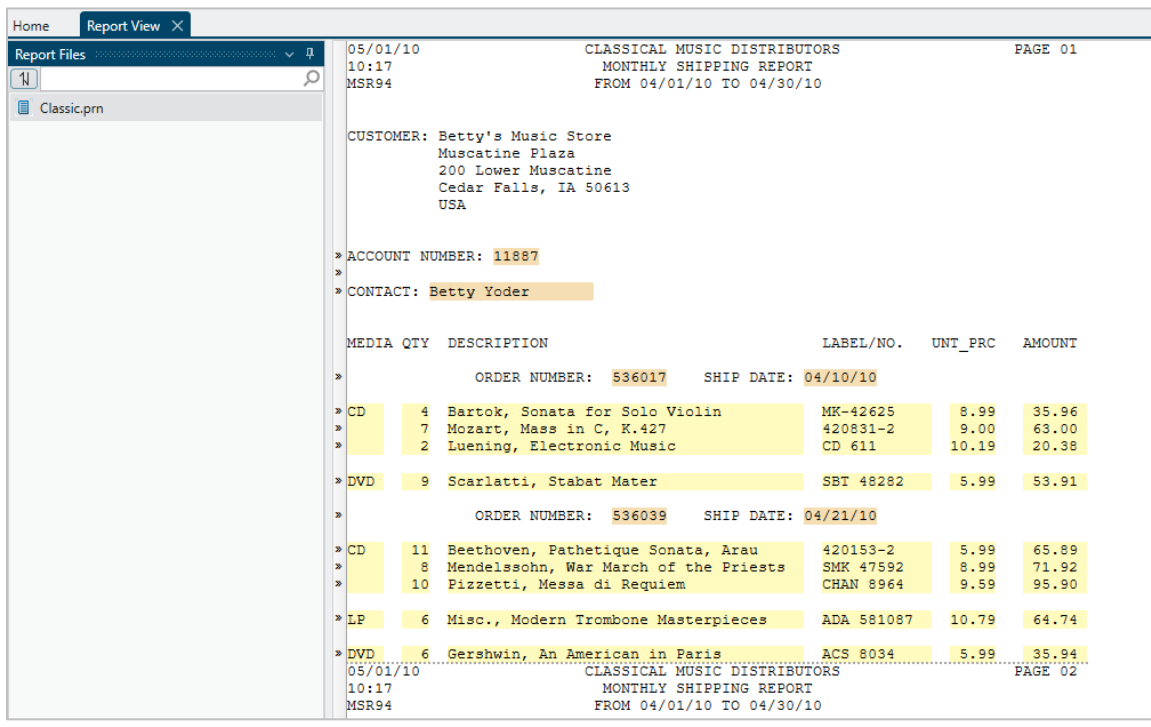 Home Report View ×
Report Files
Classic.prn
05/01/10 CLASSICAL MUSIC DISTRIBUTORS PAGE 01
10:17 MONTHLY SHIPPING REPORT
MSR94 FROM 04/01/10 TO 04/30/10
CUSTOMER: Betty's Music Store
Muscatine Plaza
200 Lower Muscatine
Cedar Falls, IA 50613
USA
» ACCOUNT NUMBER: 11887
»
» CONTACT: Betty Yoder
MEDIA QTY DESCRIPTION LABEL/NO. UNT_PRC AMOUNT
» ORDER NUMBER: 536017 SHIP DATE: 04/10/10
» CD 4 Bartok, Sonata for Solo Violin MK-42625 8.99 35.96
» 7 Mozart, Mass in C, K.427 420831-2 9.00 63.00
» 2 Luening, Electronic Music CD 611 10.19 20.38
» DVD 9 Scarlatti, Stabat Mater SBT 48282 5.99 53.91
» ORDER NUMBER: 536039 SHIP DATE: 04/21/10
» CD 11 Beethoven, Pathetique Sonata, Arau 420153-2 5.99 65.89
» 8 Mendelssohn, War March of the Priests SMK 47592 8.99 71.92
» 10 Pizzetti, Messa di Requiem CHAN 8964 9.59 95.90
» LP 6 Misc., Modern Trombone Masterpieces ADA 581087 10.79 64.74
» DVD 6 Gershwin, An American in Paris ACS 8034 5.99 35.94
05/01/10 CLASSICAL MUSIC DISTRIBUTORS PAGE 02
10:17 MONTHLY SHIPPING REPORT
MSR94 FROM 04/01/10 TO 04/30/10